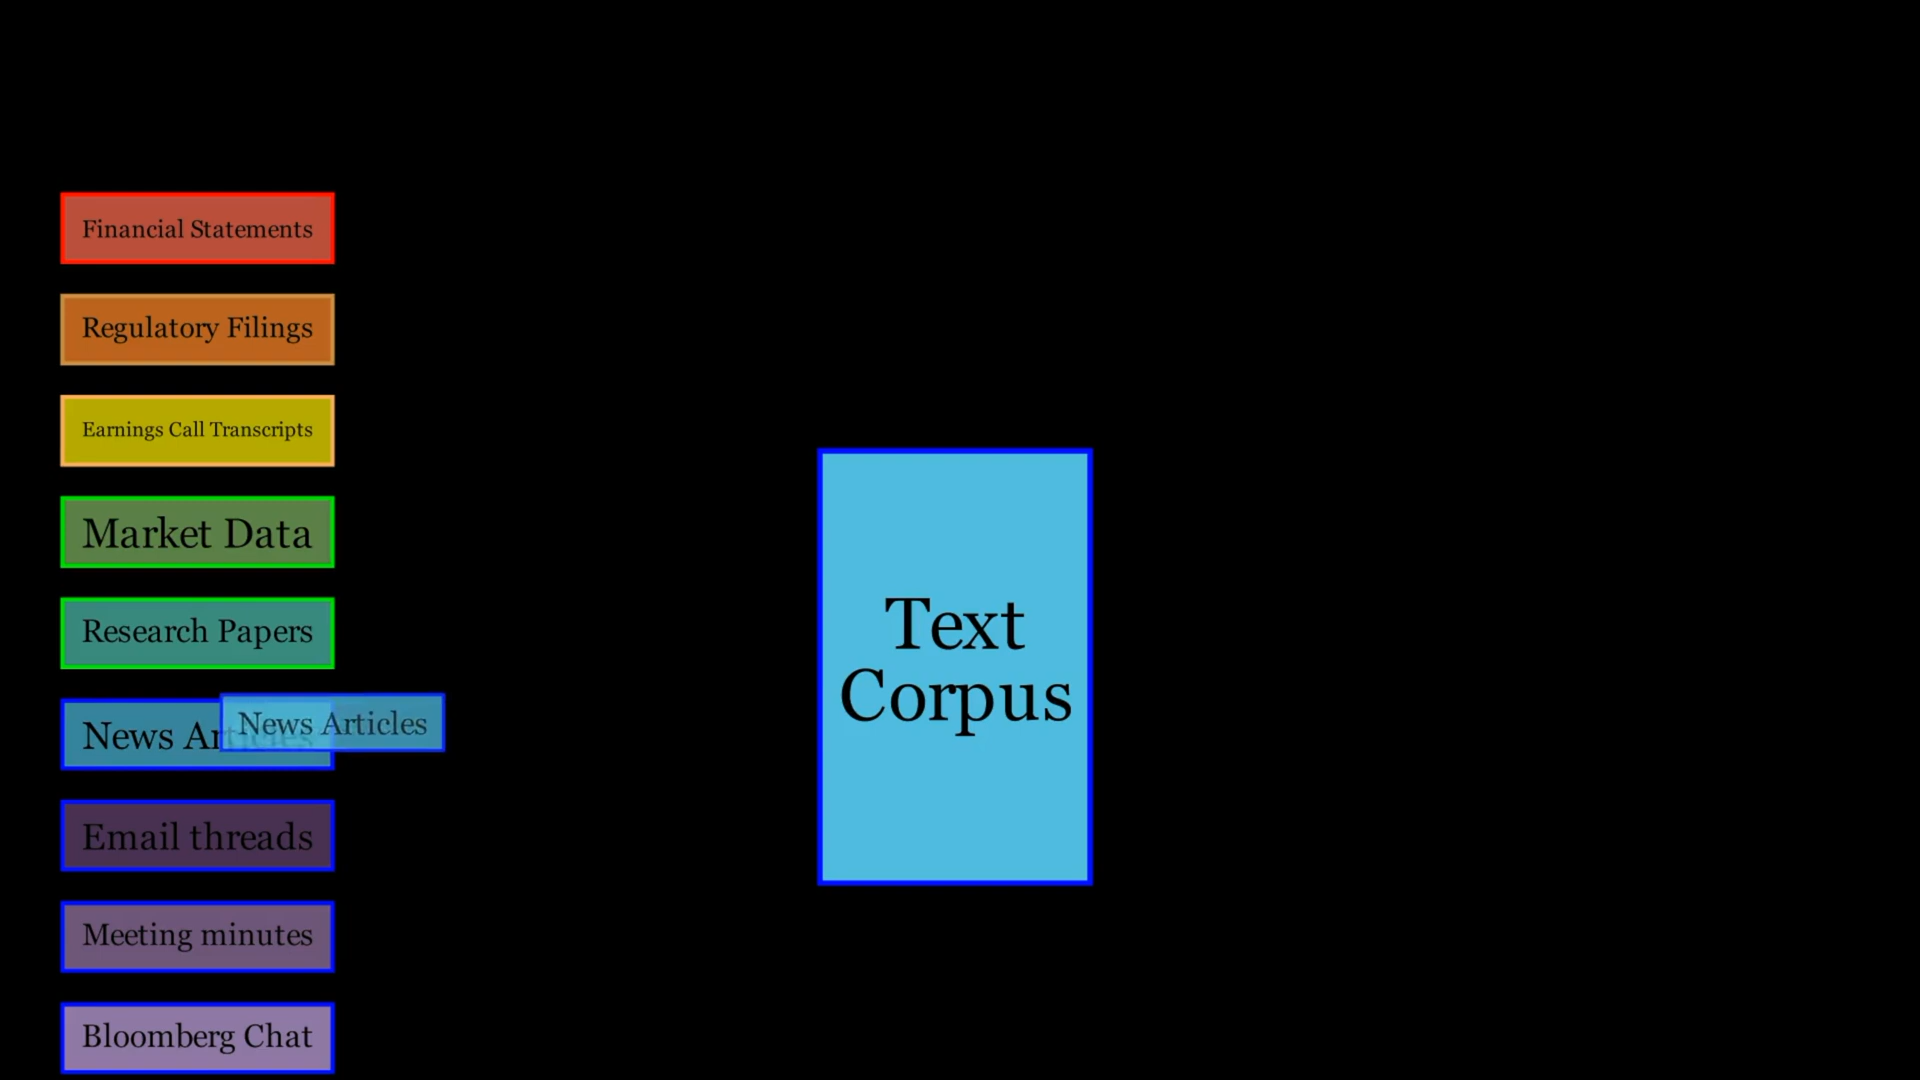 Financial Statements
Regulatory Filings
Earnings Call Transcripts
Market Data
Research Papers
News Articles
News Articles
Email threads
Meeting minutes
Bloomberg Chat
Text
Corpus